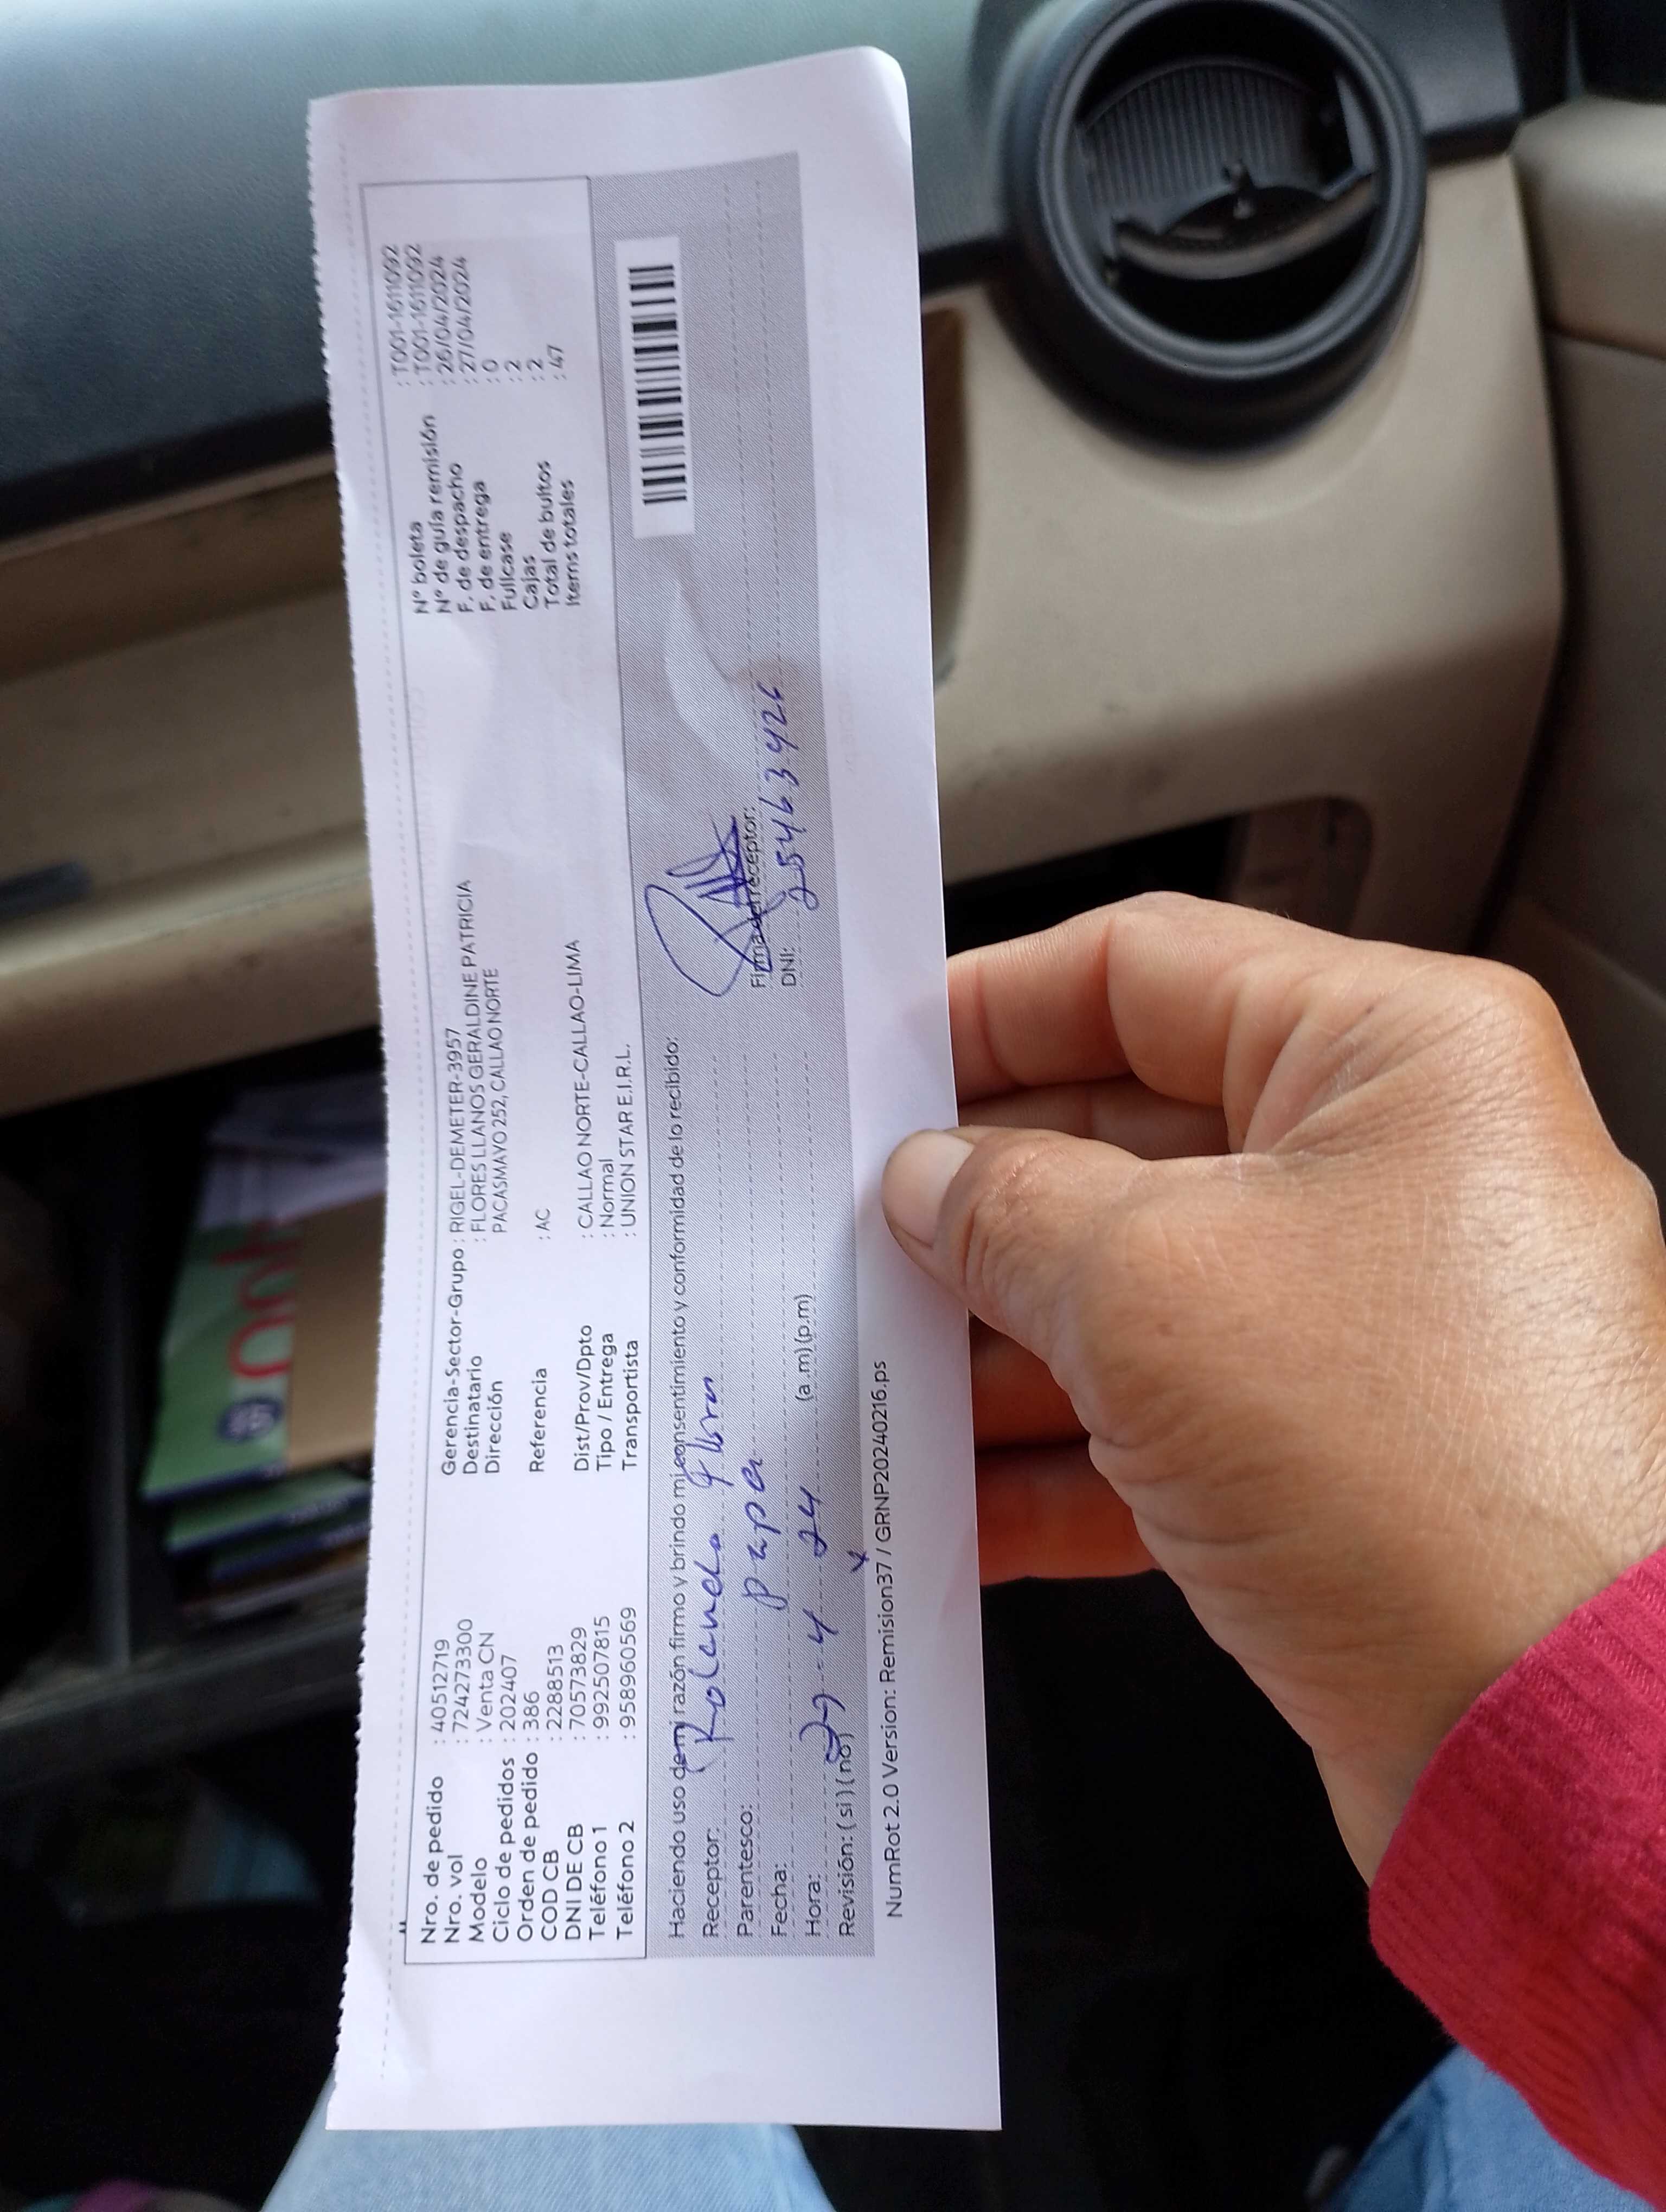 Nro. de pedido : 40512719
Nro. vol : 724273300
Modelo : Venta CN
Ciclo de pedidos : 202407
Orden de pedido : 386
COD CB : 2288513
DNI DE CB : 70573829
Teléfono 1 : 992507815
Teléfono 2 : 958960569
Gerencia-Sector-Grupo : RIGEL-DEMETER-3957
Destinatario : FLORES LLANOS GERALDINE PATRICIA
Dirección PACASMAYO 252, CALLAO NORTE
Referencia : AC
Dist/Prov/Dpto : CALLAO NORTE-CALLAO-LIMA
Tipo / Entrega : Normal
Transportista : UNION STAR E.I.R.L.
N° boleta : T001-1611092
N° de guía remisión : T001-1611092
F. de despacho : 26/04/2024
F. de entrega : 27/04/2024
Fullcase : 0
Cajas : 2
Total de bultos : 2
Items totales : 47
Haciendo uso de mi razón firmo y brindo mi consentimiento y conformidad de lo recibido:
Receptor: Rolando
Parentesco: papa
Fecha:
Hora: 29 - 4 24 (a.m) (p.m)
Revisión: ( si ) ( no ) x
Firma del receptor:
DNI: 25463426
NumRot 2.0 Version: Remision37 / GRNP20240216.ps